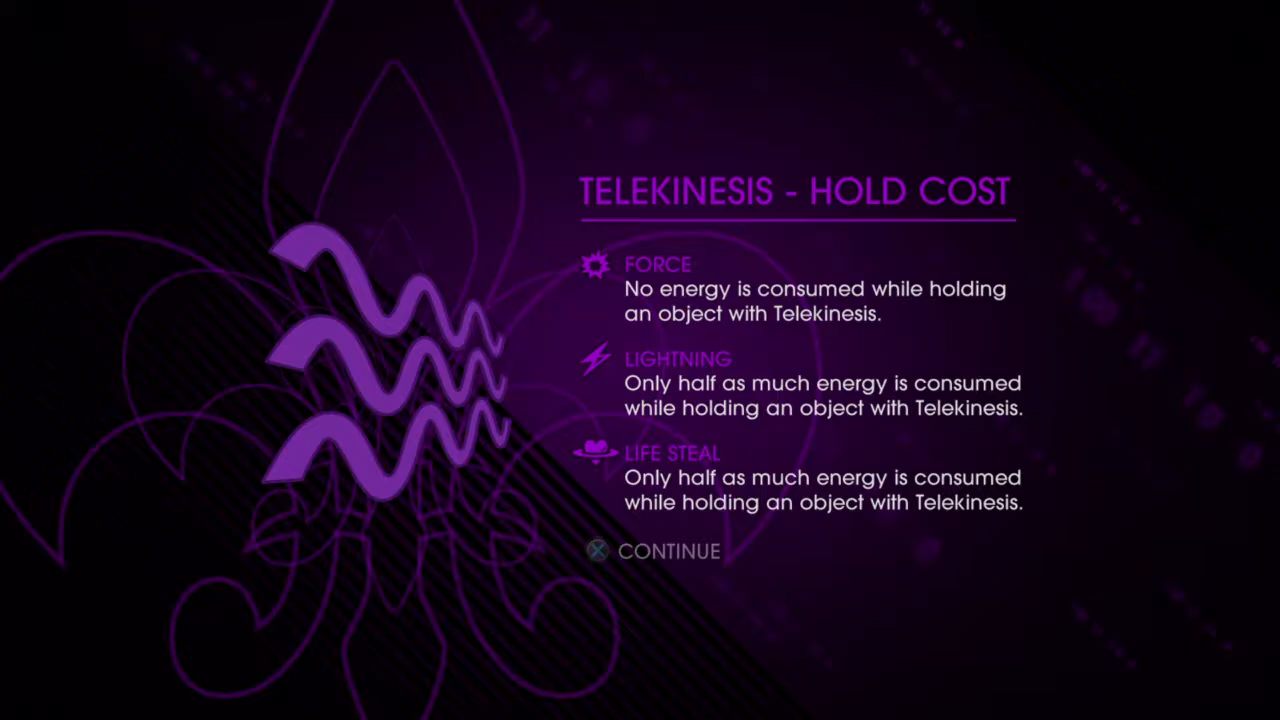 TELEKINESIS - HOLD COST
FORCE
No energy is consumed while holding
an object with Telekinesis.
LIGHTNING
Only half as much energy is consumed
while holding an object with Telekinesis.
LIFE STEAL
Only half as much energy is consumed
while holding an object with Telekinesis.
CONTINUE